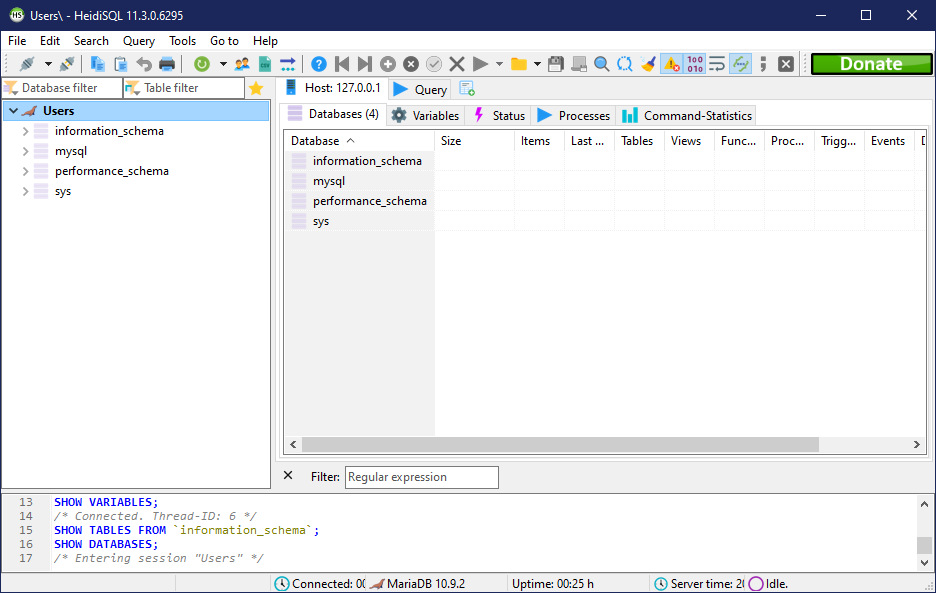 Users\ - HeidiSQL 11.3.0.6295
File Edit Search Query Tools Go to Help
Donate
Database filter Table filter
Host: 127.0.0.1 Query
Users
information_schema
mysql
performance_schema
sys
Databases (4) Variables Status Processes Command-Statistics
Database Size Items Last ... Tables Views Func... Proc... Trigg... Events
information_schema
mysql
performance_schema
sys
Filter: Regular expression
13 SHOW VARIABLES;
14 /* Connected. Thread-ID: 6 */
15 SHOW TABLES FROM `information_schema`;
16 SHOW DATABASES;
17 /* Entering session "Users" */
Connected: 00 MariaDB 10.9.2 Uptime: 00:25 h Server time: 20 Idle.